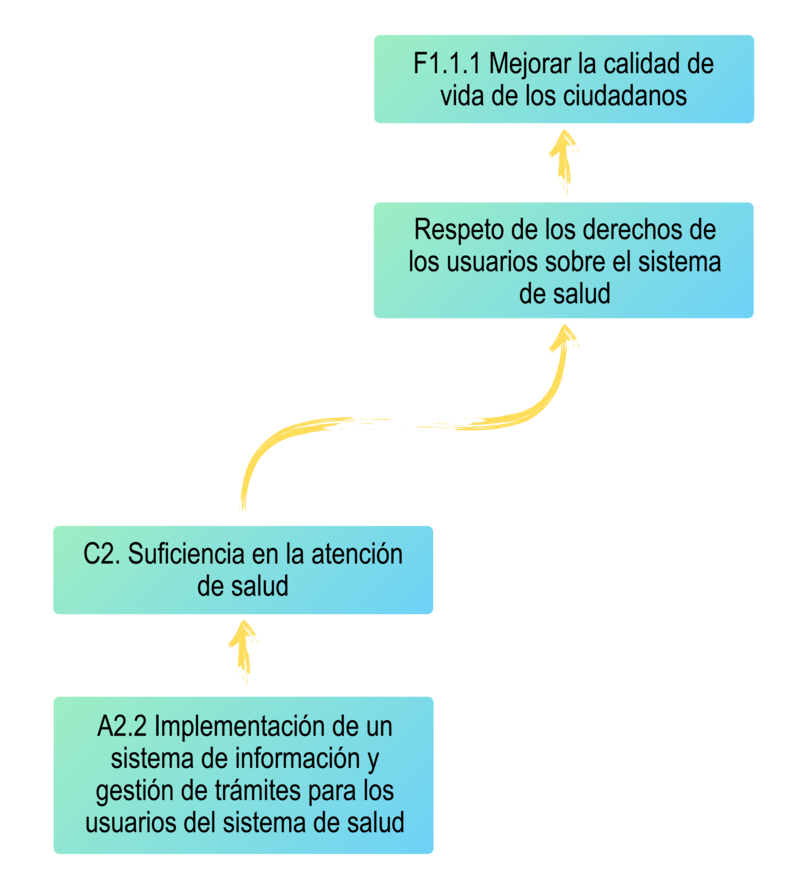 F1.1.1 Mejorar la calidad de
vida de los ciudadanos
Respeto de los derechos de
los usuarios sobre el sistema
de salud
C2. Suficiencia en la atención
de salud
A2.2 Implementación de un
sistema de información y
gestión de trámites para los
usuarios del sistema de salud